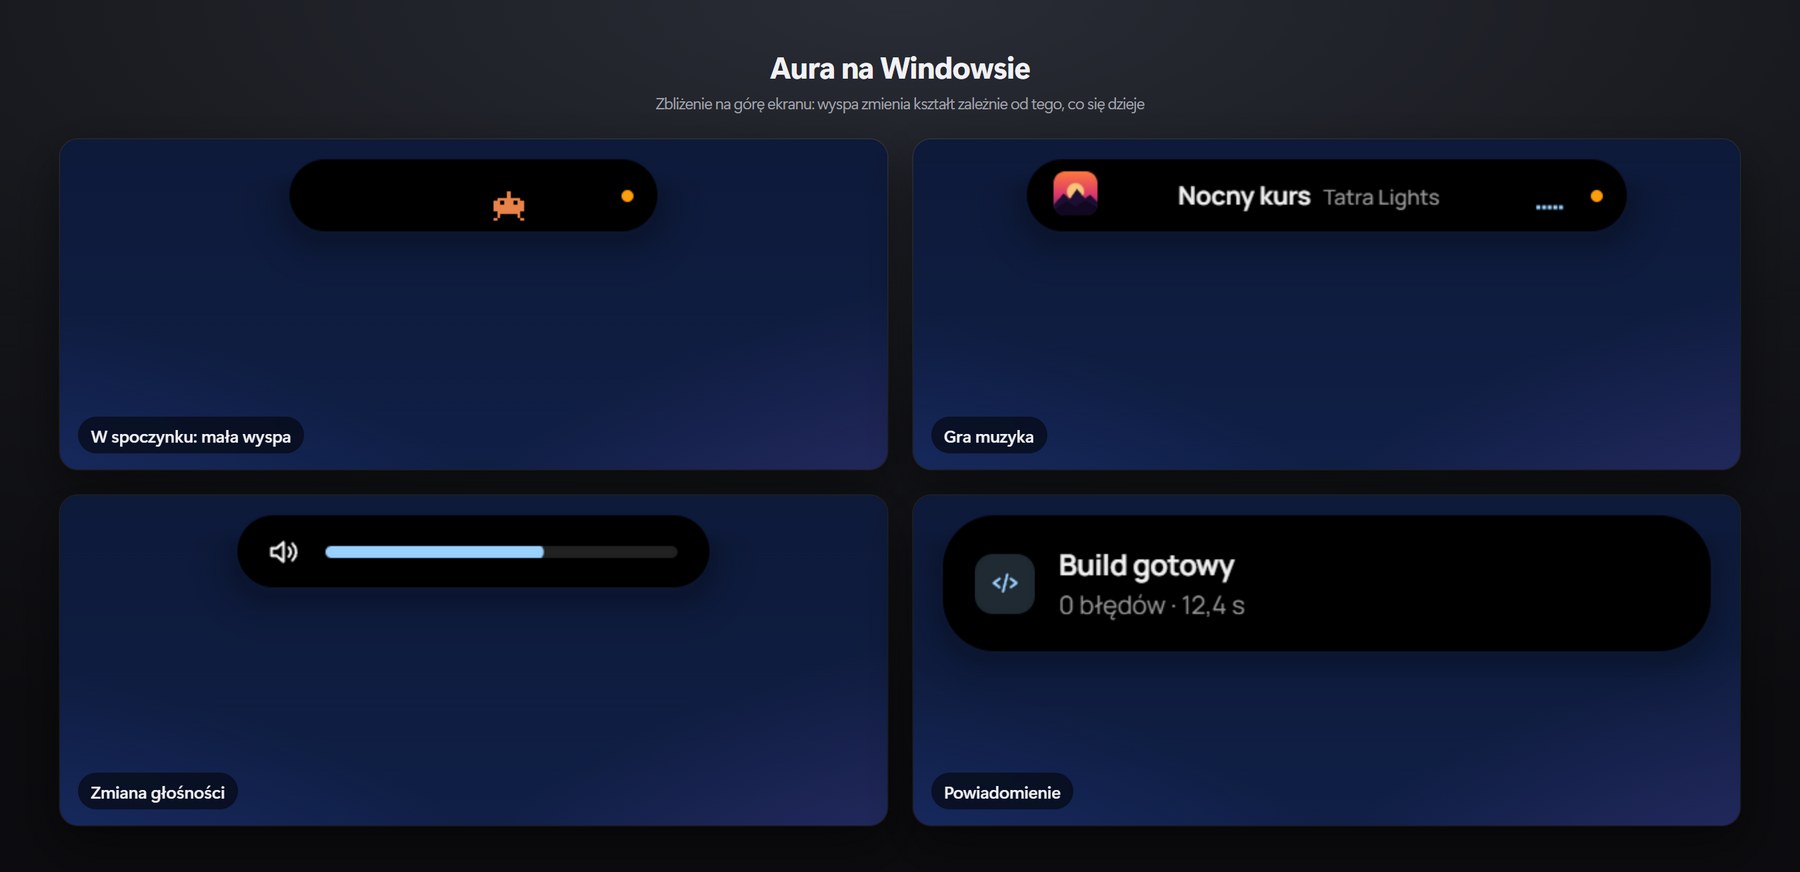 Aura na Windowsie
Zbliżenie na górę ekranu: wyspa zmienia kształt zależnie od tego, co się dzieje
W spoczynku: mała wyspa
Nocny kurs Tatra Lights
Gra muzyka
Zmiana głośności
</>
Build gotowy
0 błędów · 12,4 s
Powiadomienie